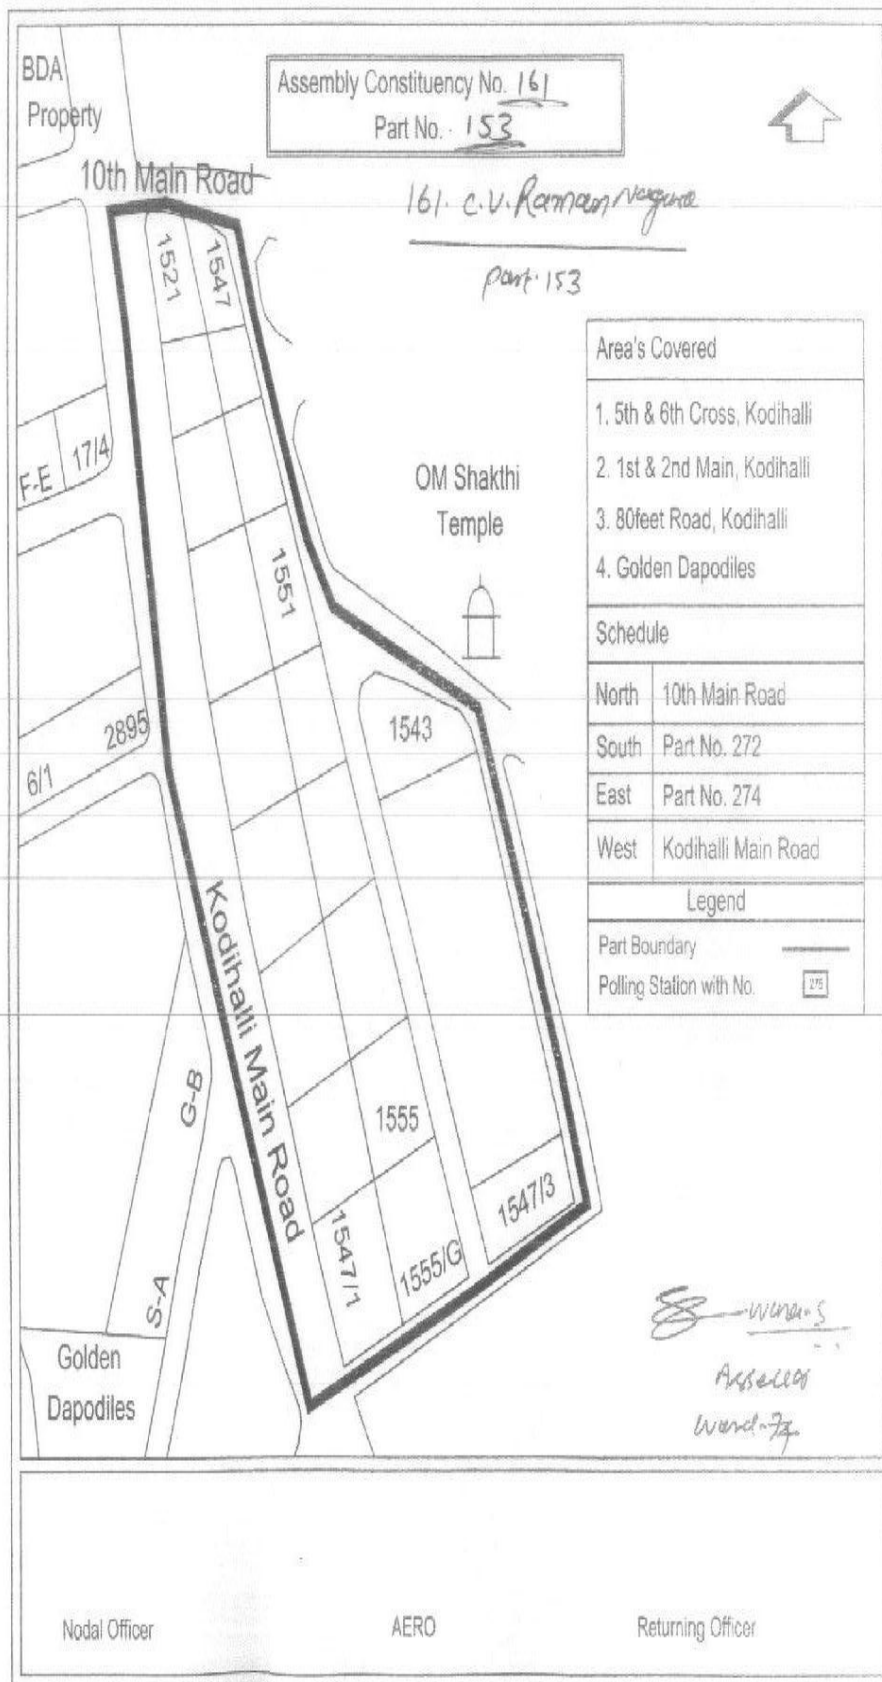 BDA
Property
Assembly Constituency No. 161
Part No. 153
10th Main Road
161. C.V. Raman Nagar
part 153
1521
1547
F-E
17/4
1551
OM Shakthi
Temple
1543
2895
6/1
Kodihalli Main Road
G-B
S-A
1555
1547/1
1555/G
1547/3
Golden
Dapodiles
Area's Covered
1. 5th & 6th Cross, Kodihalli
2. 1st & 2nd Main, Kodihalli
3. 80feet Road, Kodihalli
4. Golden Dapodiles
Schedule
North 10th Main Road
South Part No. 272
East Part No. 274
West Kodihalli Main Road
Legend
Part Boundary
Polling Station with No.
Nodal Officer
AERO
Returning Officer